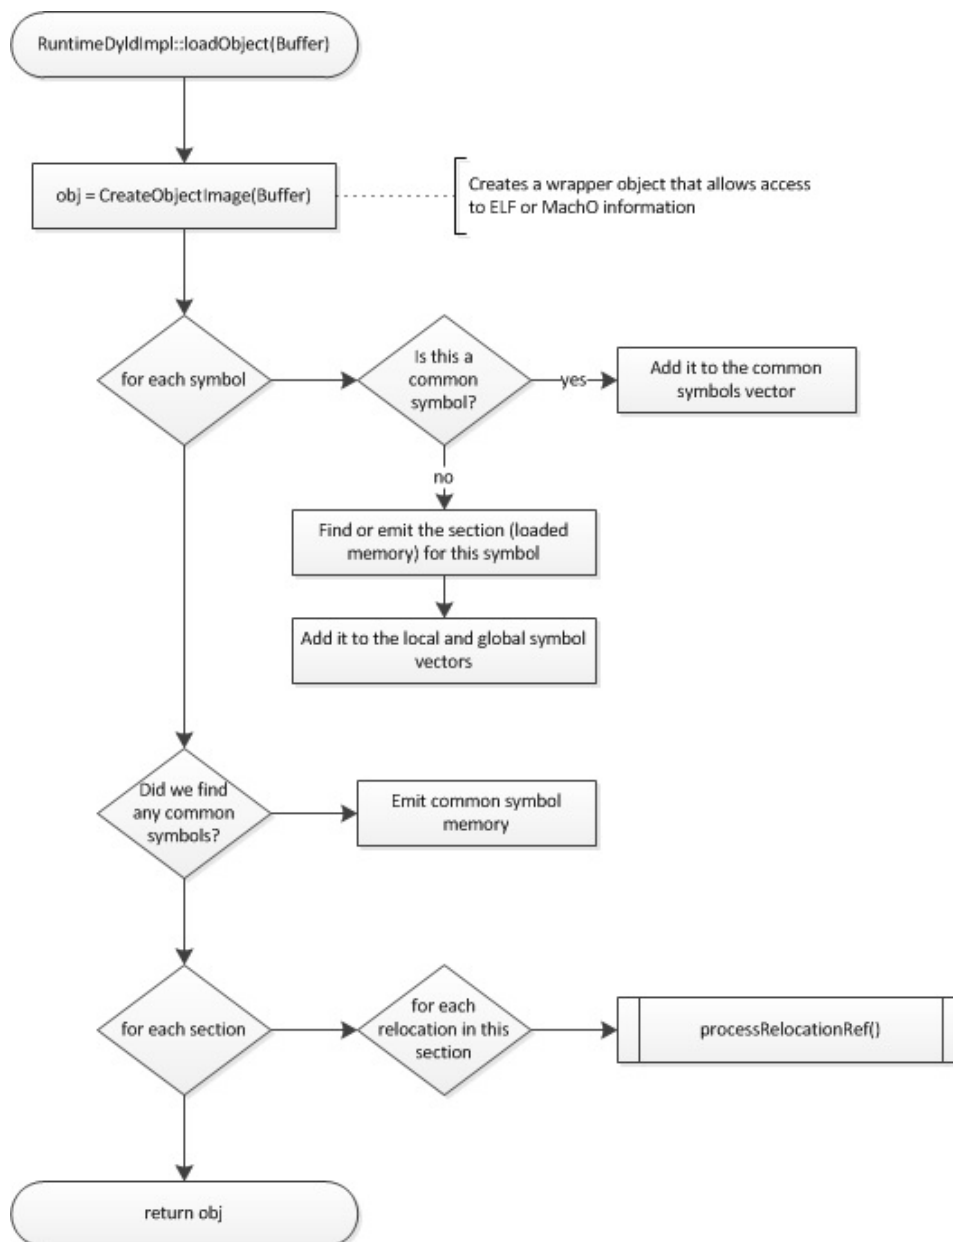 RuntimeDyldImpl::loadObject(Buffer)
obj = CreateObjectImage(Buffer)
Creates a wrapper object that allows access
to ELF or MachO information
for each symbol
Is this a
common
symbol?
yes
Add it to the common
symbols vector
no
Find or emit the section (loaded
memory) for this symbol
Add it to the local and global symbol
vectors
Did we find
any common
symbols?
Emit common symbol
memory
for each section
for each
relocation in this
section
processRelocationRef()
return obj